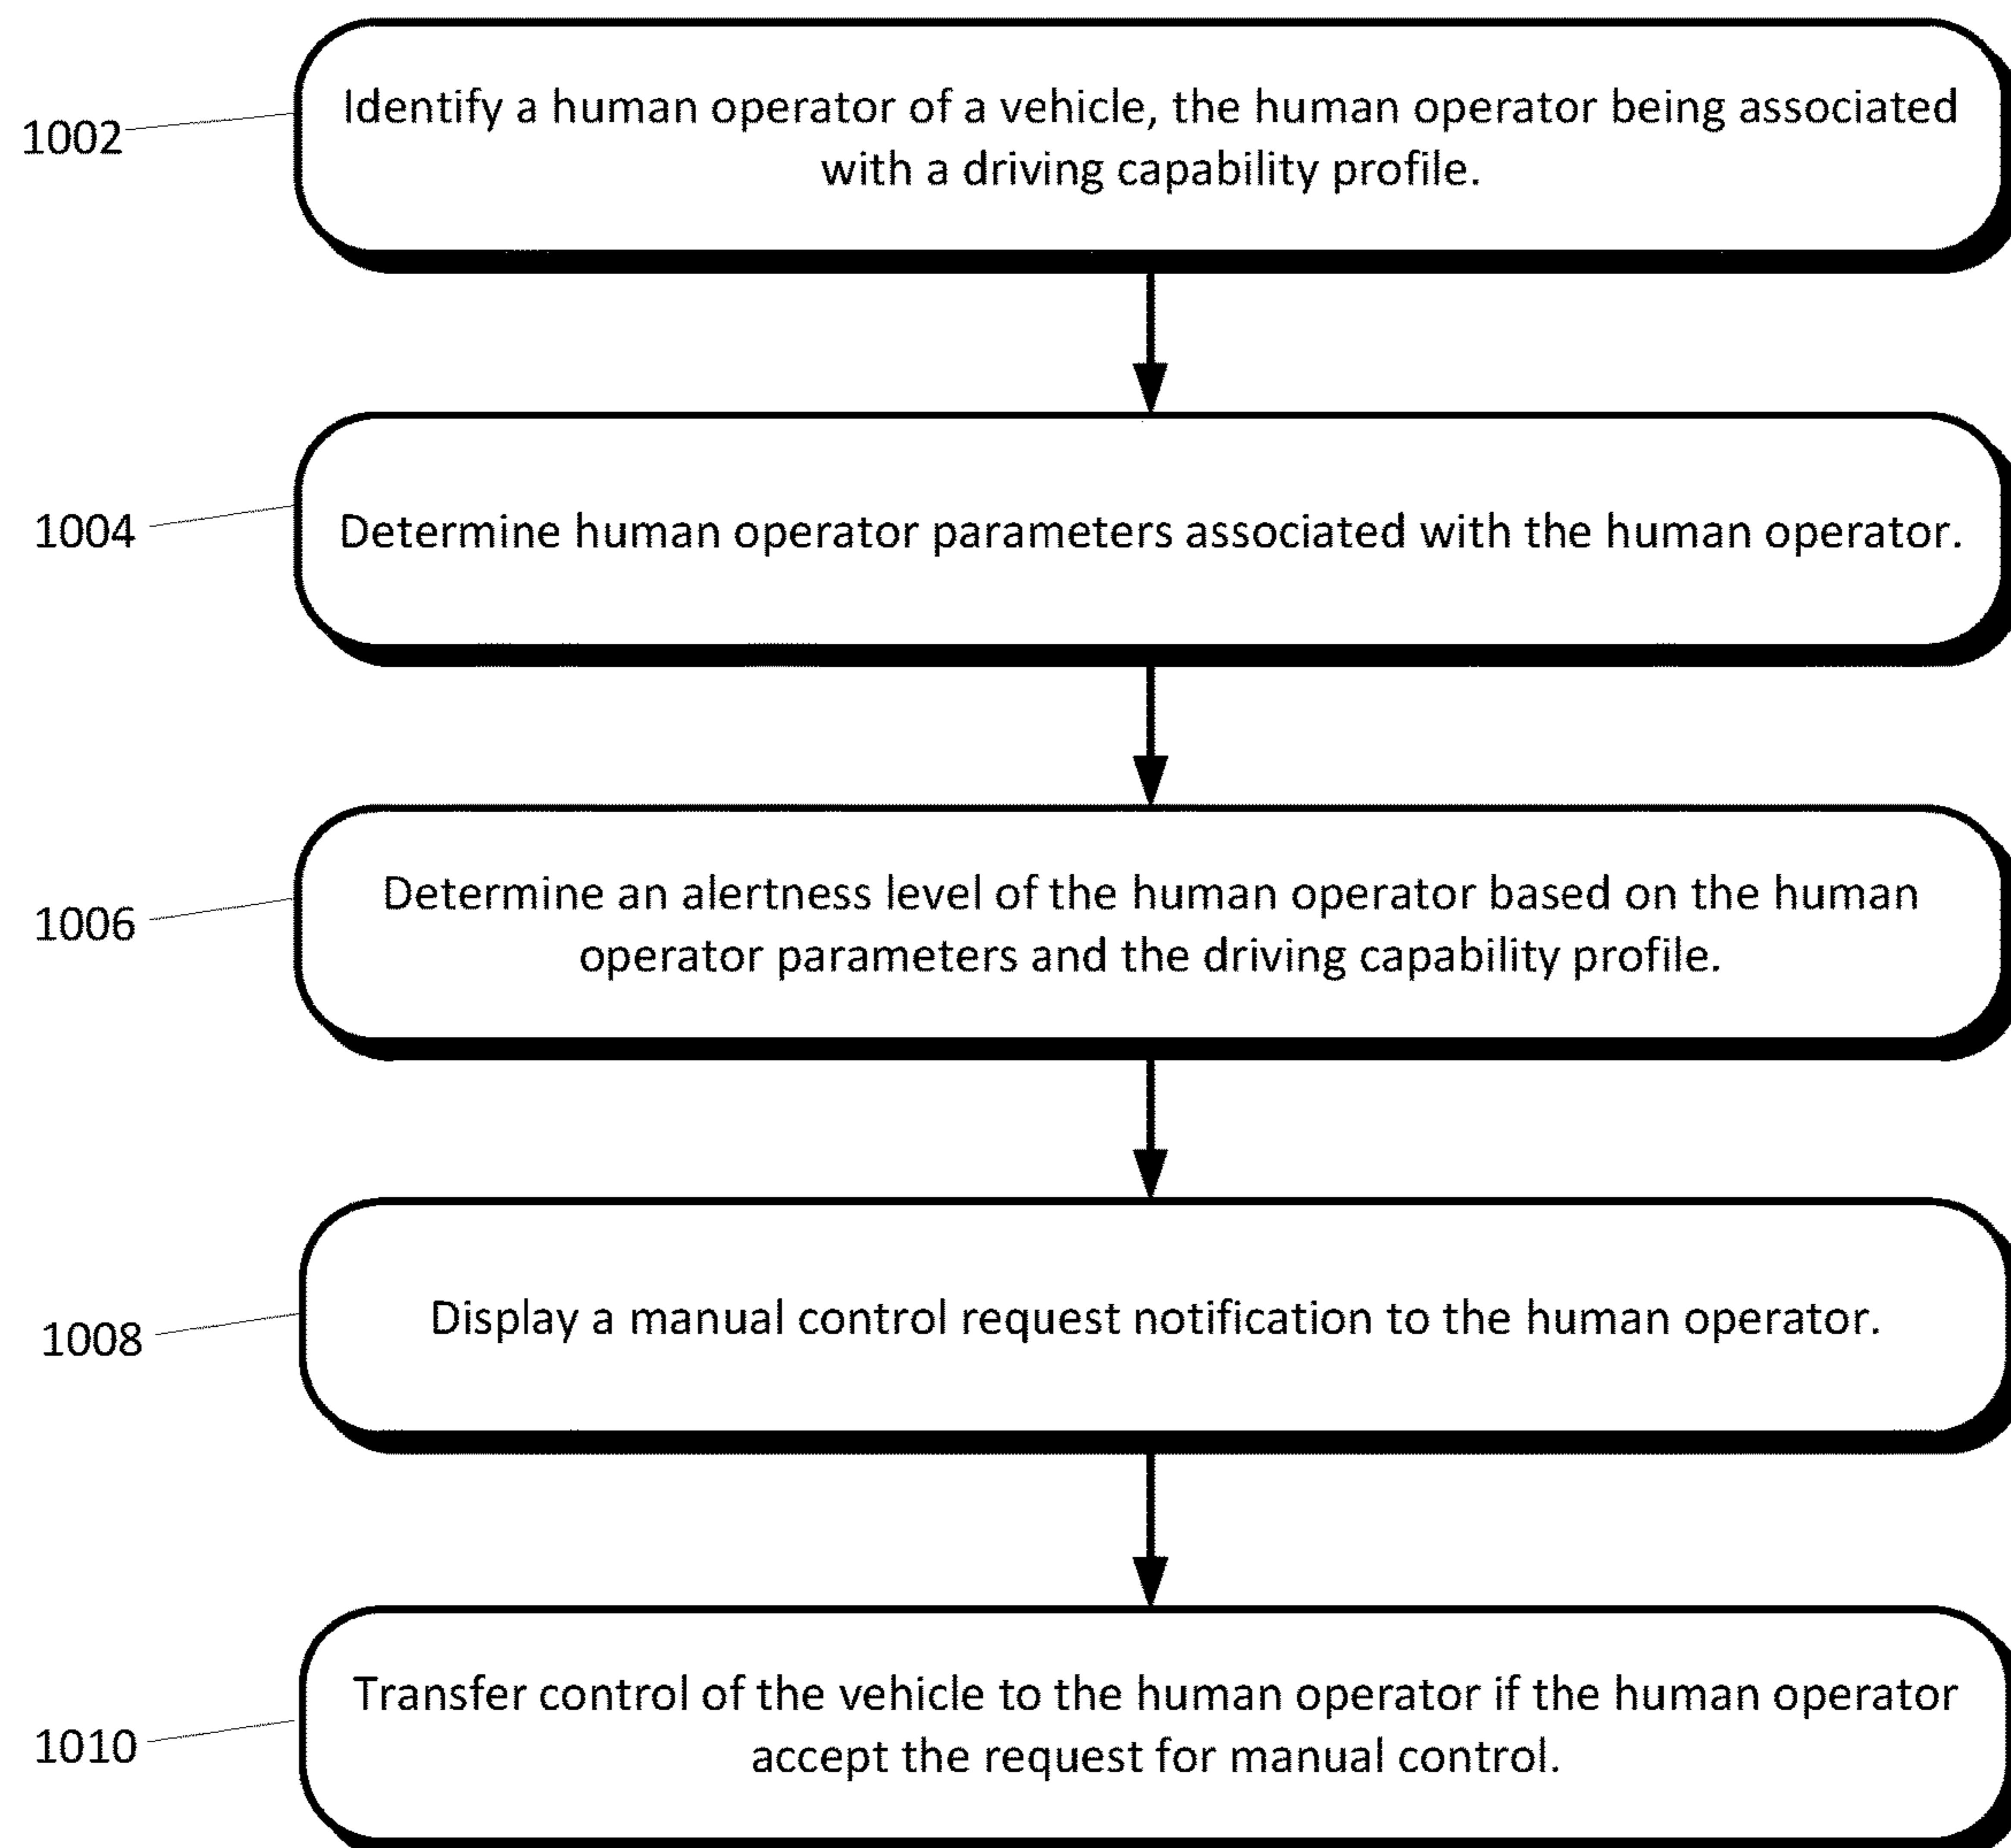 1002
Identify a human operator of a vehicle, the human operator being associated
with a driving capability profile.
1004
Determine human operator parameters associated with the human operator.
1006
Determine an alertness level of the human operator based on the human
operator parameters and the driving capability profile.
1008
Display a manual control request notification to the human operator.
1010
Transfer control of the vehicle to the human operator if the human operator
accept the request for manual control.